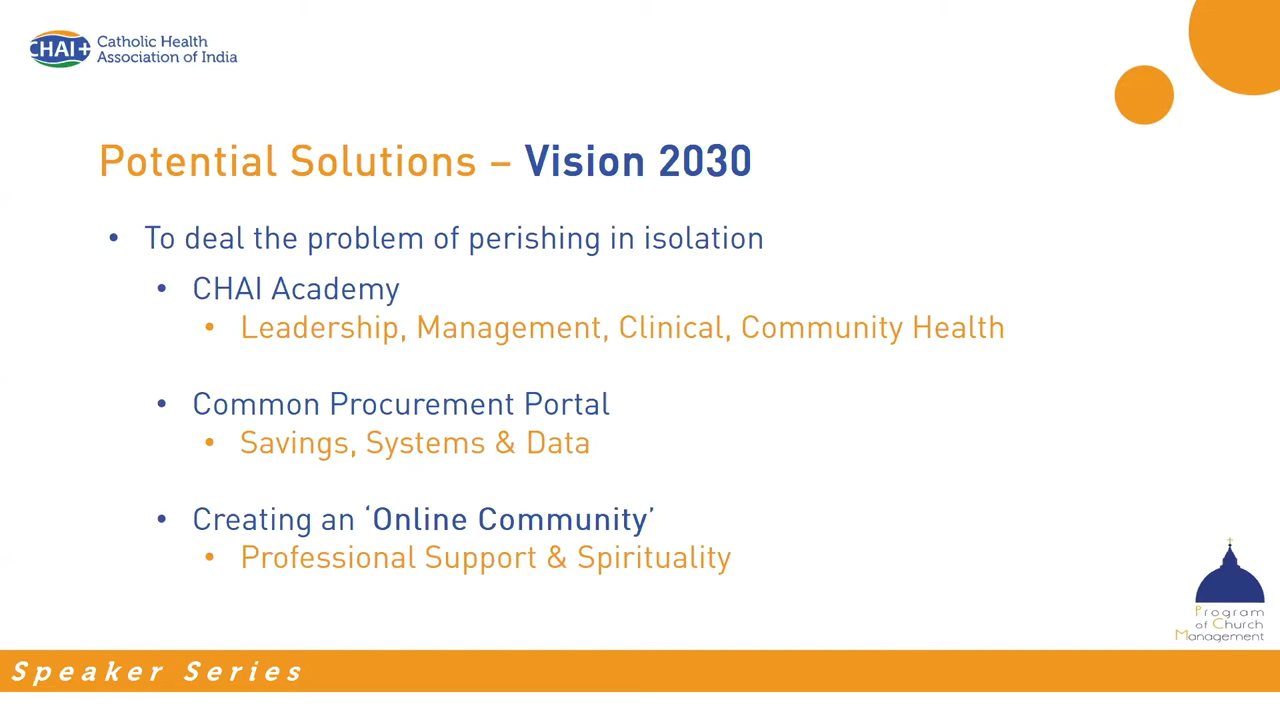 CHAI+
Catholic Health
Association of India
Potential Solutions – Vision 2030
• To deal the problem of perishing in isolation
• CHAI Academy
• Leadership, Management, Clinical, Community Health
• Common Procurement Portal
• Savings, Systems & Data
• Creating an ‘Online Community’
• Professional Support & Spirituality
Program
of Church
Management
Speaker Series